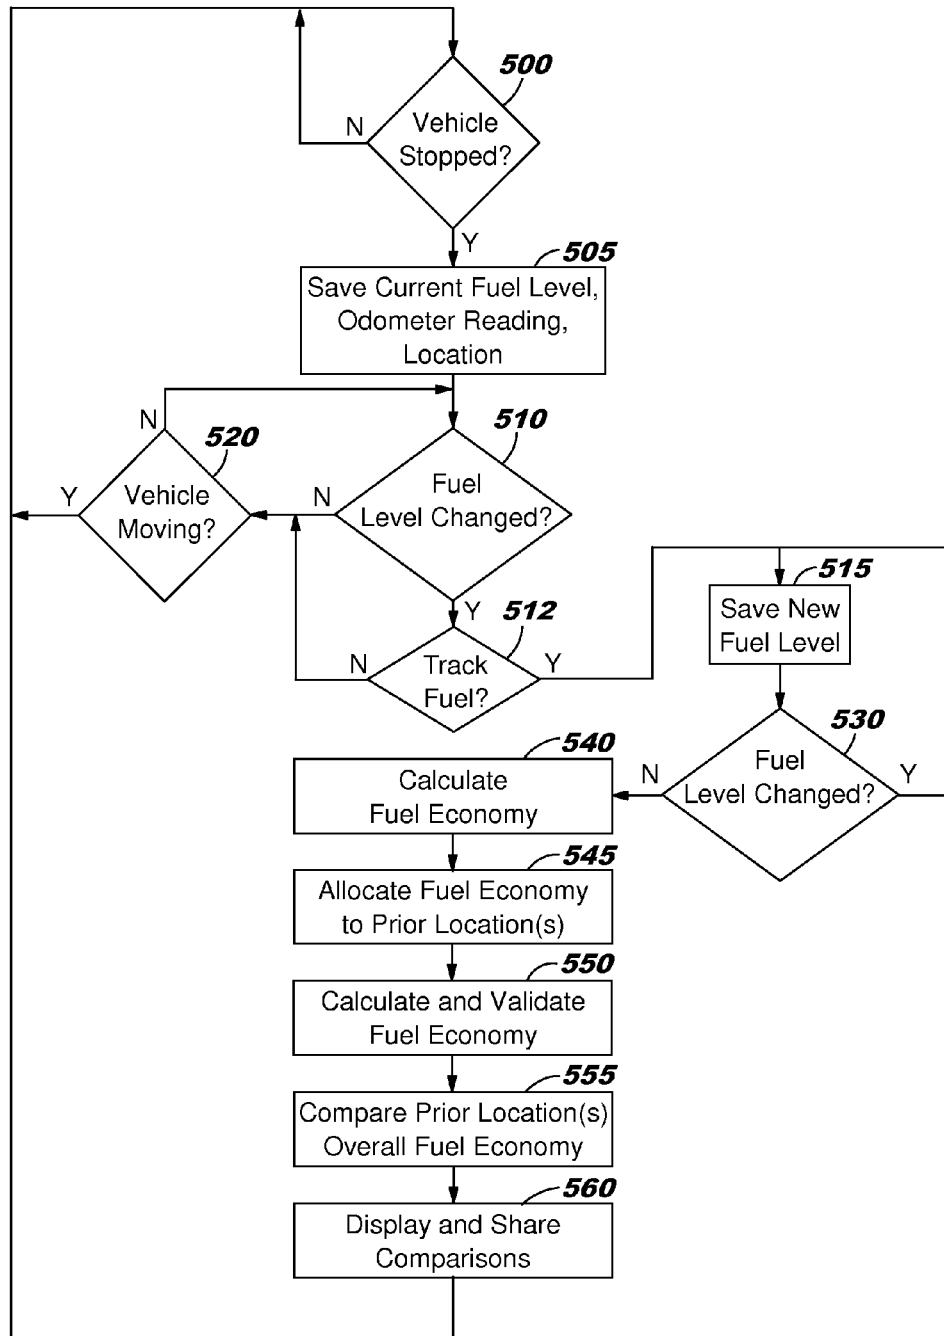 500
N
Vehicle
Stopped?
Y
505
Save Current Fuel Level,
Odometer Reading,
Location
N
520
510
Y
Vehicle
Moving?
N
Fuel
Level Changed?
Y
512
515
Save New
Fuel Level
N
Track
Fuel?
Y
530
540
Calculate
Fuel Economy
N
Fuel
Level Changed?
Y
545
Allocate Fuel Economy
to Prior Location(s)
550
Calculate and Validate
Fuel Economy
555
Compare Prior Location(s)
Overall Fuel Economy
560
Display and Share
Comparisons